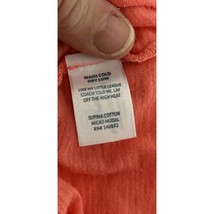 WASH COLD
DRY LOW
LIKE MY LITTLE LEAGUE
COACH TOLD ME, LAY
OFF THE HIGH HEAT
SUPIMA COTTON
MICRO MODAL
RN#